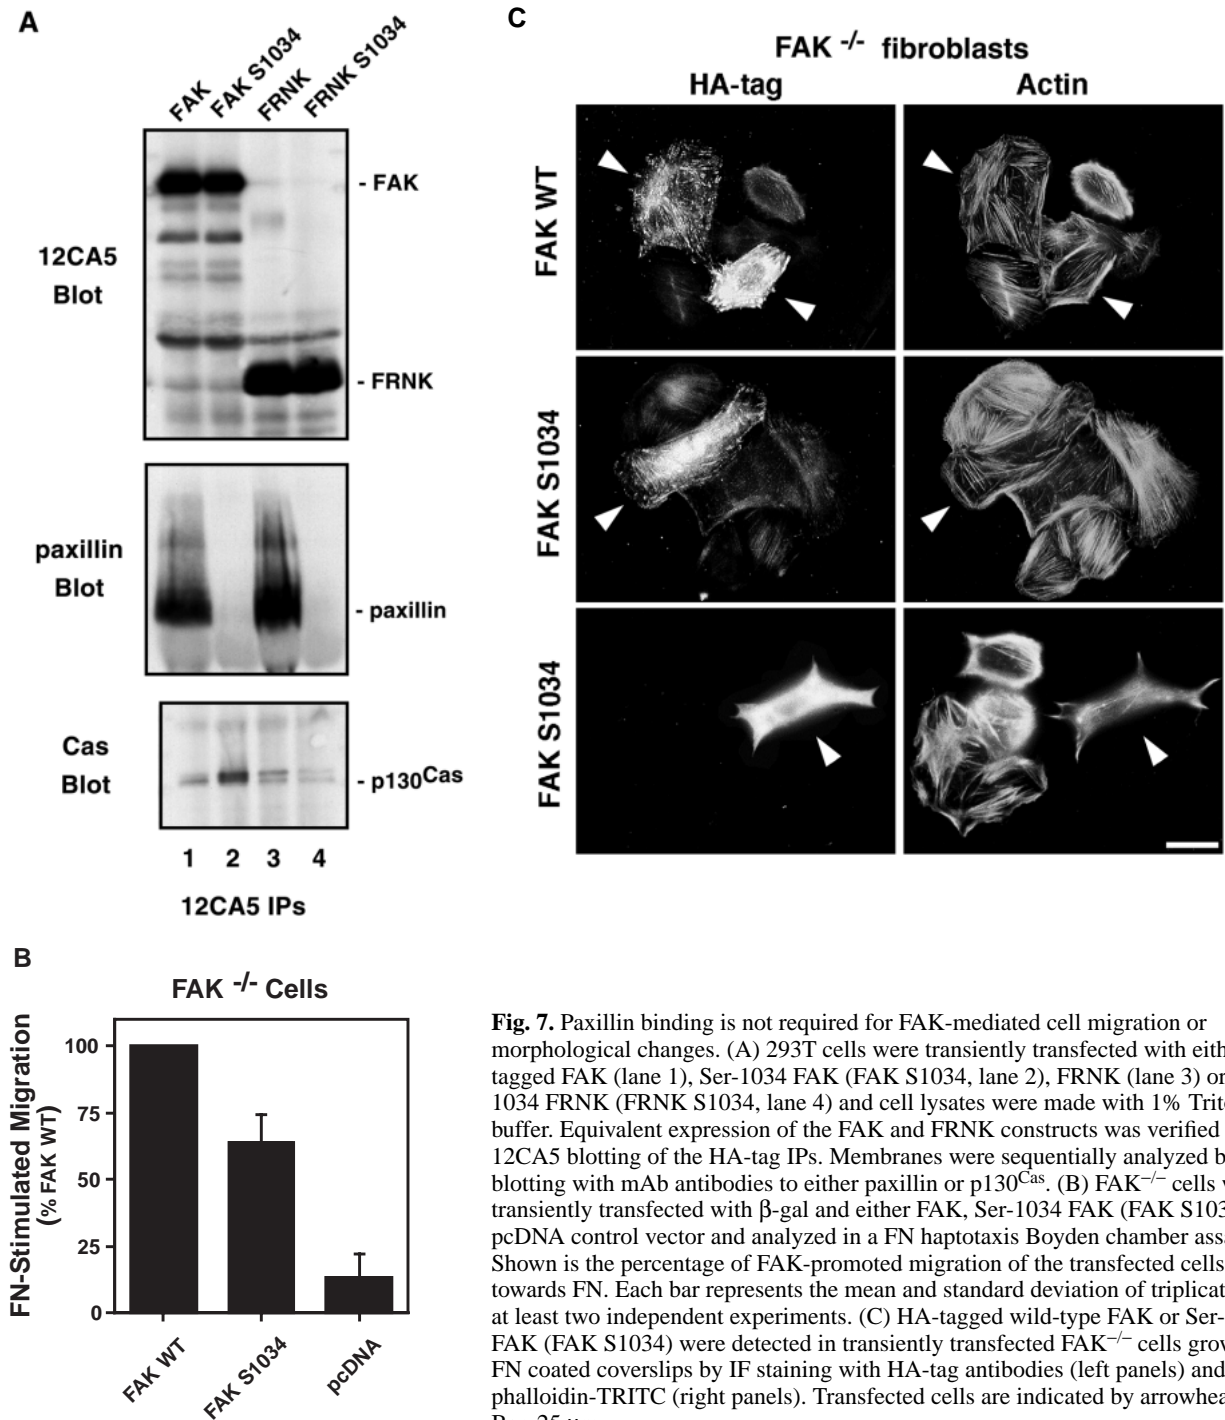 A
FAK
FAK S1034
FRNK
FRNK S1034
12CA5
Blot
- FAK
- FRNK
paxillin
Blot
- paxillin
Cas
Blot
- p130Cas
1 2 3 4
12CA5 IPs
C
FAK -/- fibroblasts
HA-tag
Actin
FAK WT
FAK S1034
FAK S1034
B
FAK -/- Cells
FN-Stimulated Migration
(% FAK WT)
100
75
50
25
0
FAK WT
FAK S1034
pcDNA
Fig. 7. Paxillin binding is not required for FAK-mediated cell migration or
morphological changes. (A) 293T cells were transiently transfected with
tagged FAK (lane 1), Ser-1034 FAK (FAK S1034, lane 2), FRNK (lane 3) or
1034 FRNK (FRNK S1034, lane 4) and cell lysates were made with 1%
buffer. Equivalent expression of the FAK and FRNK constructs was verified
12CA5 blotting of the HA-tag IPs. Membranes were sequentially analyzed
blotting with mAb antibodies to either paxillin or p130Cas. (B) FAK−/− cells
transiently transfected with β-gal and either FAK, Ser-1034 FAK (FAK
pcDNA control vector and analyzed in a FN haptotaxis Boyden chamber
Shown is the percentage of FAK-promoted migration of the transfected cells
towards FN. Each bar represents the mean and standard deviation of
at least two independent experiments. (C) HA-tagged wild-type FAK or Ser-
FAK (FAK S1034) were detected in transiently transfected FAK−/− cells
FN coated coverslips by IF staining with HA-tag antibodies (left panels) and
phalloidin-TRITC (right panels). Transfected cells are indicated by